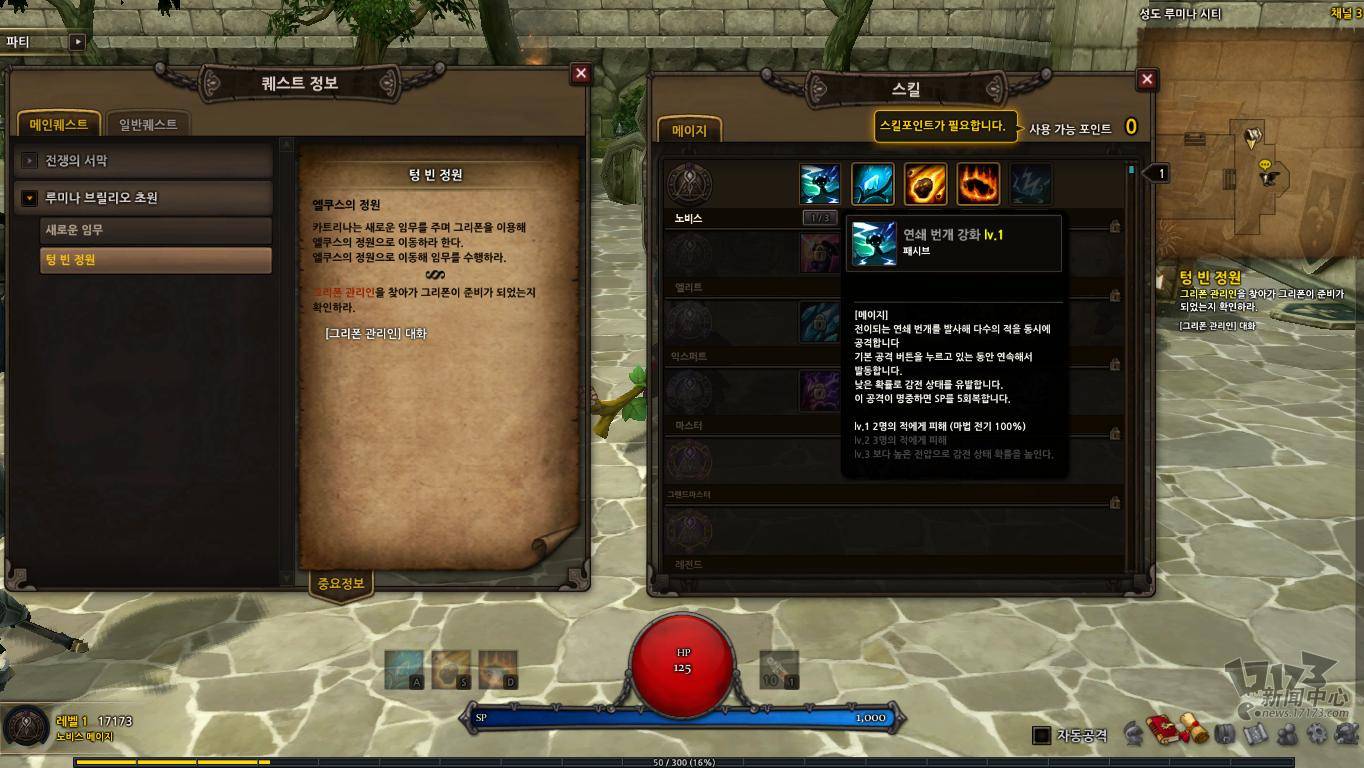 성도 루미나 시티
채널 3
파티
퀘스트 정보
메인퀘스트
일반퀘스트
전쟁의 서막
루미나 브릴리오 초원
새로운 임무
텅 빈 정원
텅 빈 정원
엘쿠스의 정원
카트리나는 새로운 임무를 주며 그리폰을 이용해
엘쿠스의 정원으로 이동하라 한다.
엘쿠스의 정원으로 이동해 임무를 수행하라.
그리폰 관리인을 찾아가 그리폰이 준비가 되었는지
확인하라.
[그리폰 관리인] 대화
중요정보
스킬
메이지
스킬포인트가 필요합니다.
사용 가능 포인트 0
1
노비스
1/3
엘리트
익스퍼트
마스터
그랜드마스터
레전드
연쇄 번개 강화 lv.1
패시브
[메이지]
전이되는 연쇄 번개를 발사해 다수의 적을 동시에
공격합니다
기본 공격 버튼을 누르고 있는 동안 연속해서
발동합니다.
낮은 확률로 감전 상태를 유발합니다.
이 공격이 명중하면 SP를 5회복합니다.
lv.1 2명의 적에게 피해 (마법 전기 100%)
lv.2 3명의 적에게 피해
lv.3 보다 높은 전압으로 감전 상태 확률을 높인다.
텅 빈 정원
그리폰 관리인을 찾아가 그리폰이 준비가
되었는지 확인하라.
[그리폰 관리인] 대화
A
S
D
HP
125
10
1
SP
1,000
레벨 1 17173
노비스 메이지
자동공격
17173
新闻中心
news.17173.com
50 / 300 (16%)